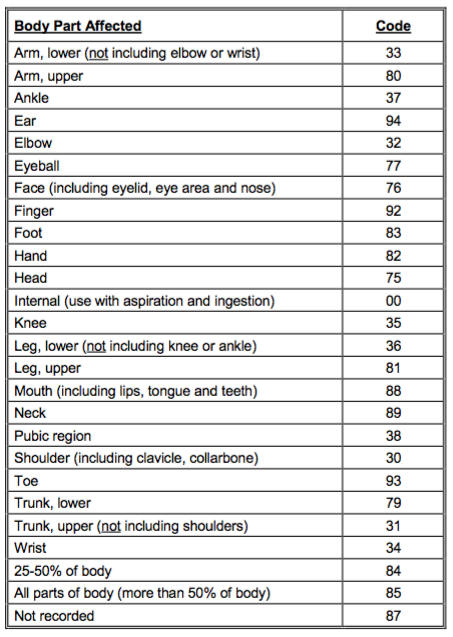 Body Part Affected Code
Arm, lower (not including elbow or wrist) 33
Arm, upper 80
Ankle 37
Ear 94
Elbow 32
Eyeball 77
Face (including eyelid, eye area and nose) 76
Finger 92
Foot 83
Hand 82
Head 75
Internal (use with aspiration and ingestion) 00
Knee 35
Leg, lower (not including knee or ankle) 36
Leg, upper 81
Mouth (including lips, tongue and teeth) 88
Neck 89
Pubic region 38
Shoulder (including clavicle, collarbone) 30
Toe 93
Trunk, lower 79
Trunk, upper (not including shoulders) 31
Wrist 34
25-50% of body 84
All parts of body (more than 50% of body) 85
Not recorded 87